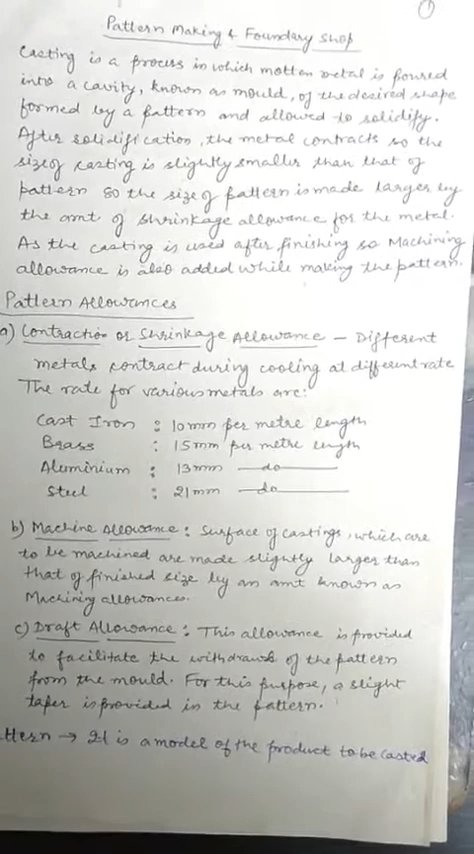 1
Pattern Making & Foundary Shop
Casting is a process in which motten metal is poured
into a cavity, known as mould, of the desired shape
formed by a pattern and allowed to solidify.
After solidification, the metal contracts so the
size of casting is slightly smaller than that of
pattern so the size of pattern is made larger by
the amt of shrinkage allowance for the metal.
As the casting is used after finishing so Machining
allowance is also added while making the pattern.
Pattern Allowances
a) Contraction or Shrinkage Allowance – Different
metals contract during cooling at different rate
The rate for various metals are:
Cast Iron : 10mm per metre length
Brass : 15mm per metre length
Aluminium : 13mm —do—
Steel : 21mm —do—
b) Machine Allowance : Surface of castings, which are
to be machined are made slightly larger than
that of finished size by an amt known as
Machining allowances.
c) Draft Allowance : This allowance is provided
to facilitate the withdrawl of the pattern
from the mould. For this purpose, a slight
taper is provided in the pattern.
ttern → It is a model of the product to be casted